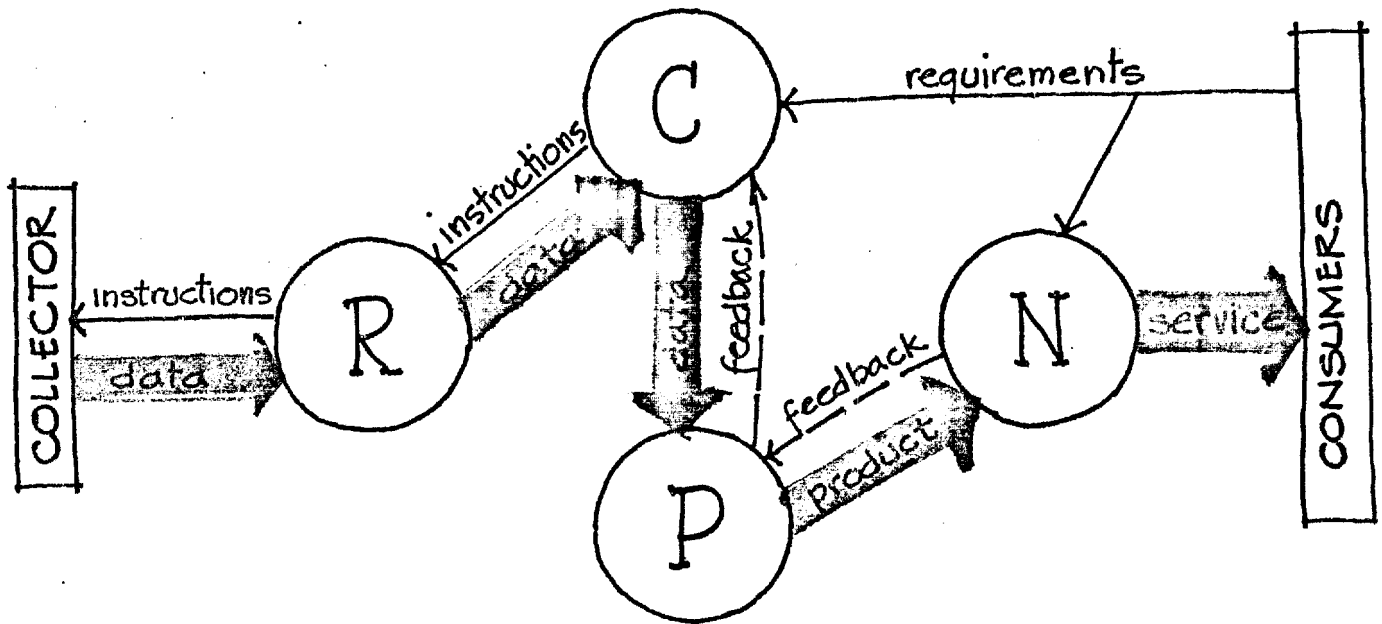 C
requirements
instructions
data
COLLECTOR
instructions
data
R
data
feedback
feedback
N
service
CONSUMERS
product
P